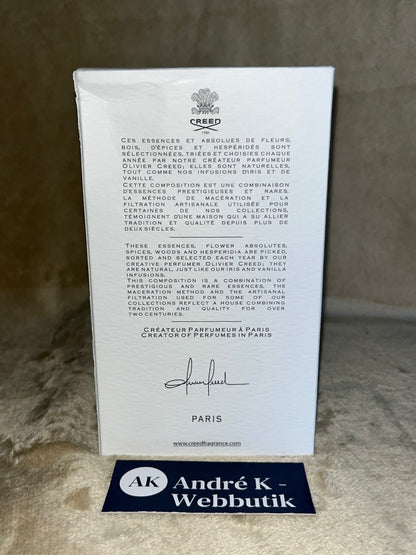 CREED
1760
CES ESSENCES ET ABSOLUES DE FLEURS,
BOIS, D'ÉPICES ET HESPÉRIDÉS SONT
SÉLECTIONNÉES, TRIÉES ET CHOISIES CHAQUE
ANNÉE PAR NOTRE CRÉATEUR PARFUMEUR
OLIVIER CREED; ELLES SONT NATURELLES,
TOUT COMME NOS INFUSIONS D'IRIS ET DE
VANILLE.
CETTE COMPOSITION EST UNE COMBINAISON
D'ESSENCES PRESTIGIEUSES ET RARES.
LA MÉTHODE DE MACÉRATION ET LA
FILTRATION ARTISANALE UTILISÉE POUR
CERTAINES DE NOS COLLECTIONS,
TÉMOIGNENT D'UNE MAISON QUI A SU ALLIER
TRADITION ET QUALITÉ DEPUIS PLUS DE
DEUX SIÈCLES.
THESE ESSENCES, FLOWER ABSOLUTES,
SPICES, WOODS AND HESPERIDIA ARE PICKED,
SORTED AND SELECTED EACH YEAR BY OUR
CREATIVE PERFUMER OLIVIER CREED; THEY
ARE NATURAL, JUST LIKE OUR IRIS AND VANILLA
INFUSIONS.
THIS COMPOSITION IS A COMBINATION OF
PRESTIGIOUS AND RARE ESSENCES. THE
MACERATION METHOD AND THE ARTISANAL
FILTRATION USED FOR SOME OF OUR
COLLECTIONS REFLECT A HOUSE COMBINING
TRADITION AND QUALITY FOR OVER
TWO CENTURIES.
CRÉATEUR PARFUMEUR À PARIS
CREATOR OF PERFUMES IN PARIS
PARIS
www.creedfragrance.com
AK André K -
Webbutik